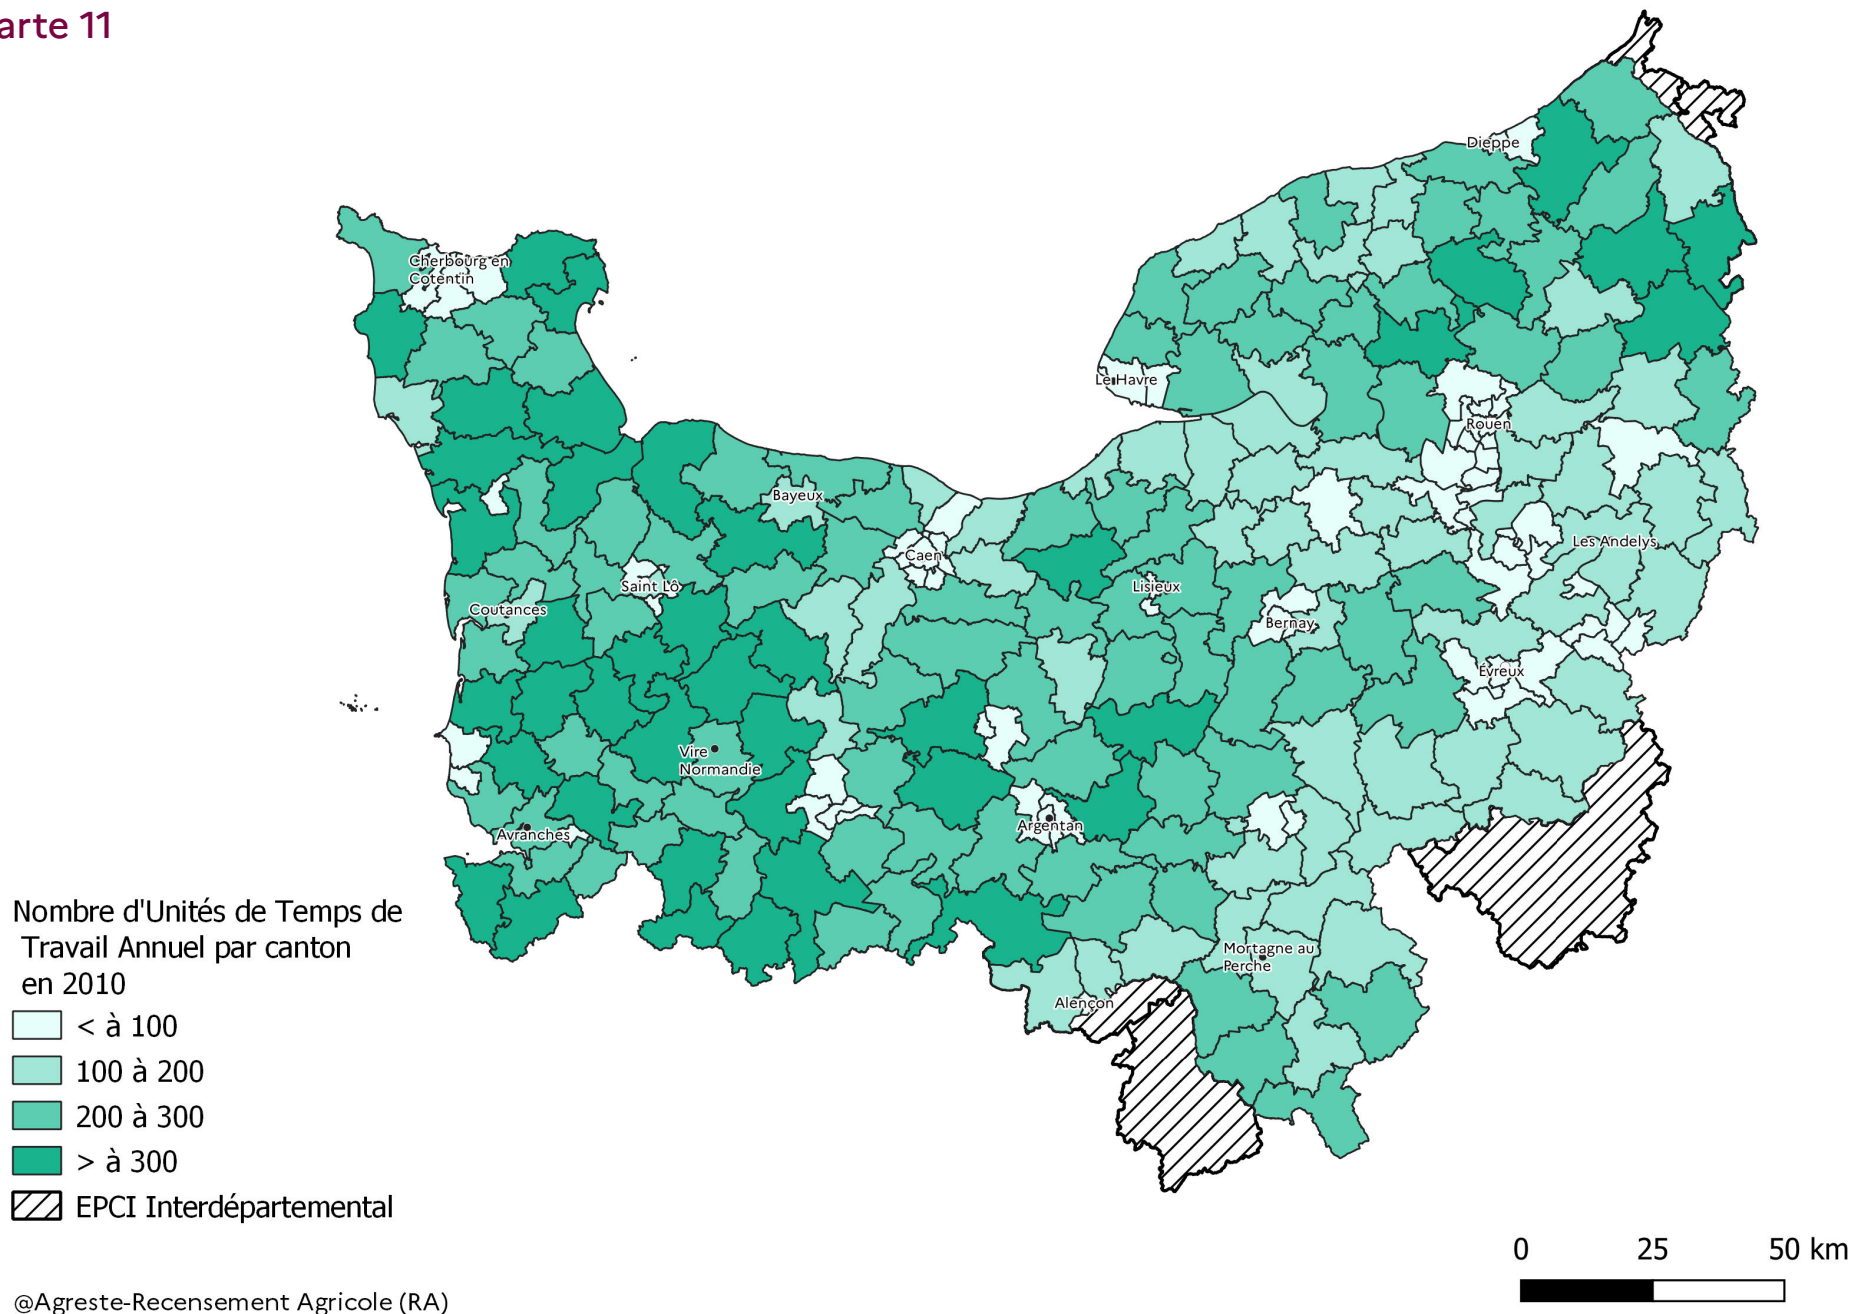 arte 11
Dieppe
Cherbourg en
Cotentin
Le Havre
Rouen
Bayeux
Caen
Les Andelys
Saint Lô
Lisieux
Coutances
Bernay
Évreux
Vire
Normandie
Argentan
Avranches
Mortagne au
Perche
Alençon
Nombre d'Unités de Temps de
Travail Annuel par canton
en 2010
< à 100
100 à 200
200 à 300
> à 300
EPCI Interdépartemental
0 25 50 km
@Agreste-Recensement Agricole (RA)